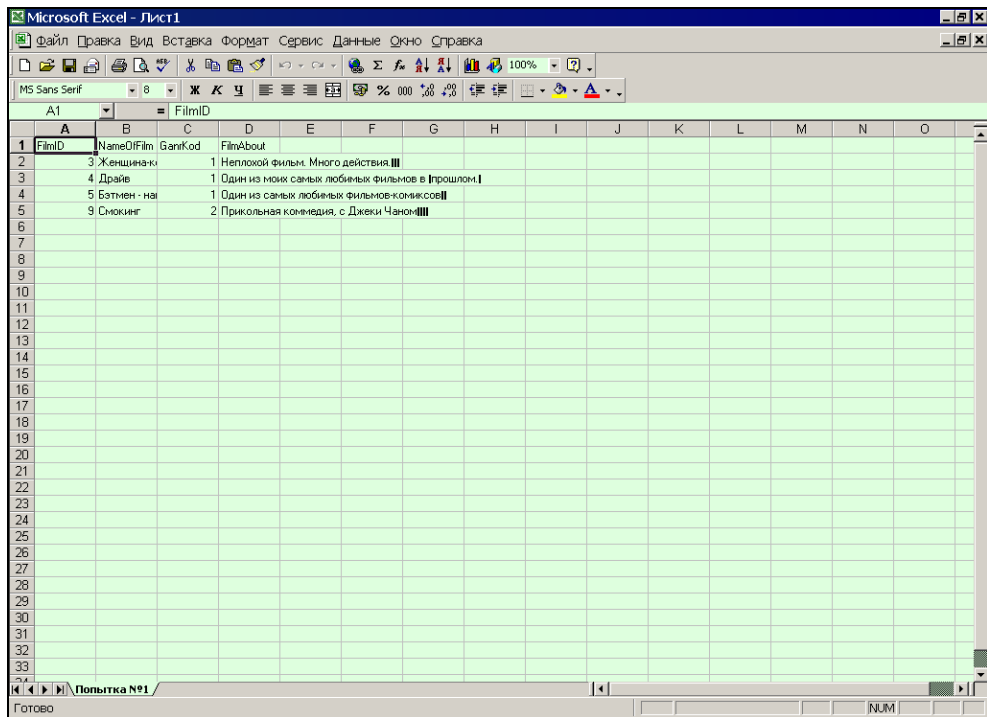 Microsoft Excel - Лист1
Файл Правка Вид Вставка Формат Сервис Данные Окно Справка
100%
MS Sans Serif 8 Ж К Ч % 000
A1 = FilmID
A B C D E F G H I J K L M N O
1 FilmID NameOfFilm GanrKod FilmAbout
2 3 Женщина-к 1 Неплохой фильм. Много действия.
3 4 Драйв 1 Один из моих самых любимых фильмов в прошлом.
4 5 Бэтмен - на 1 Один из самых любимых фильмов-комиксов
5 9 Смокинг 2 Прикольная коммедия, с Джеки Чаном
6
7
8
9
10
11
12
13
14
15
16
17
18
19
20
21
22
23
24
25
26
27
28
29
30
31
32
33
Попытка №1
Готово NUM